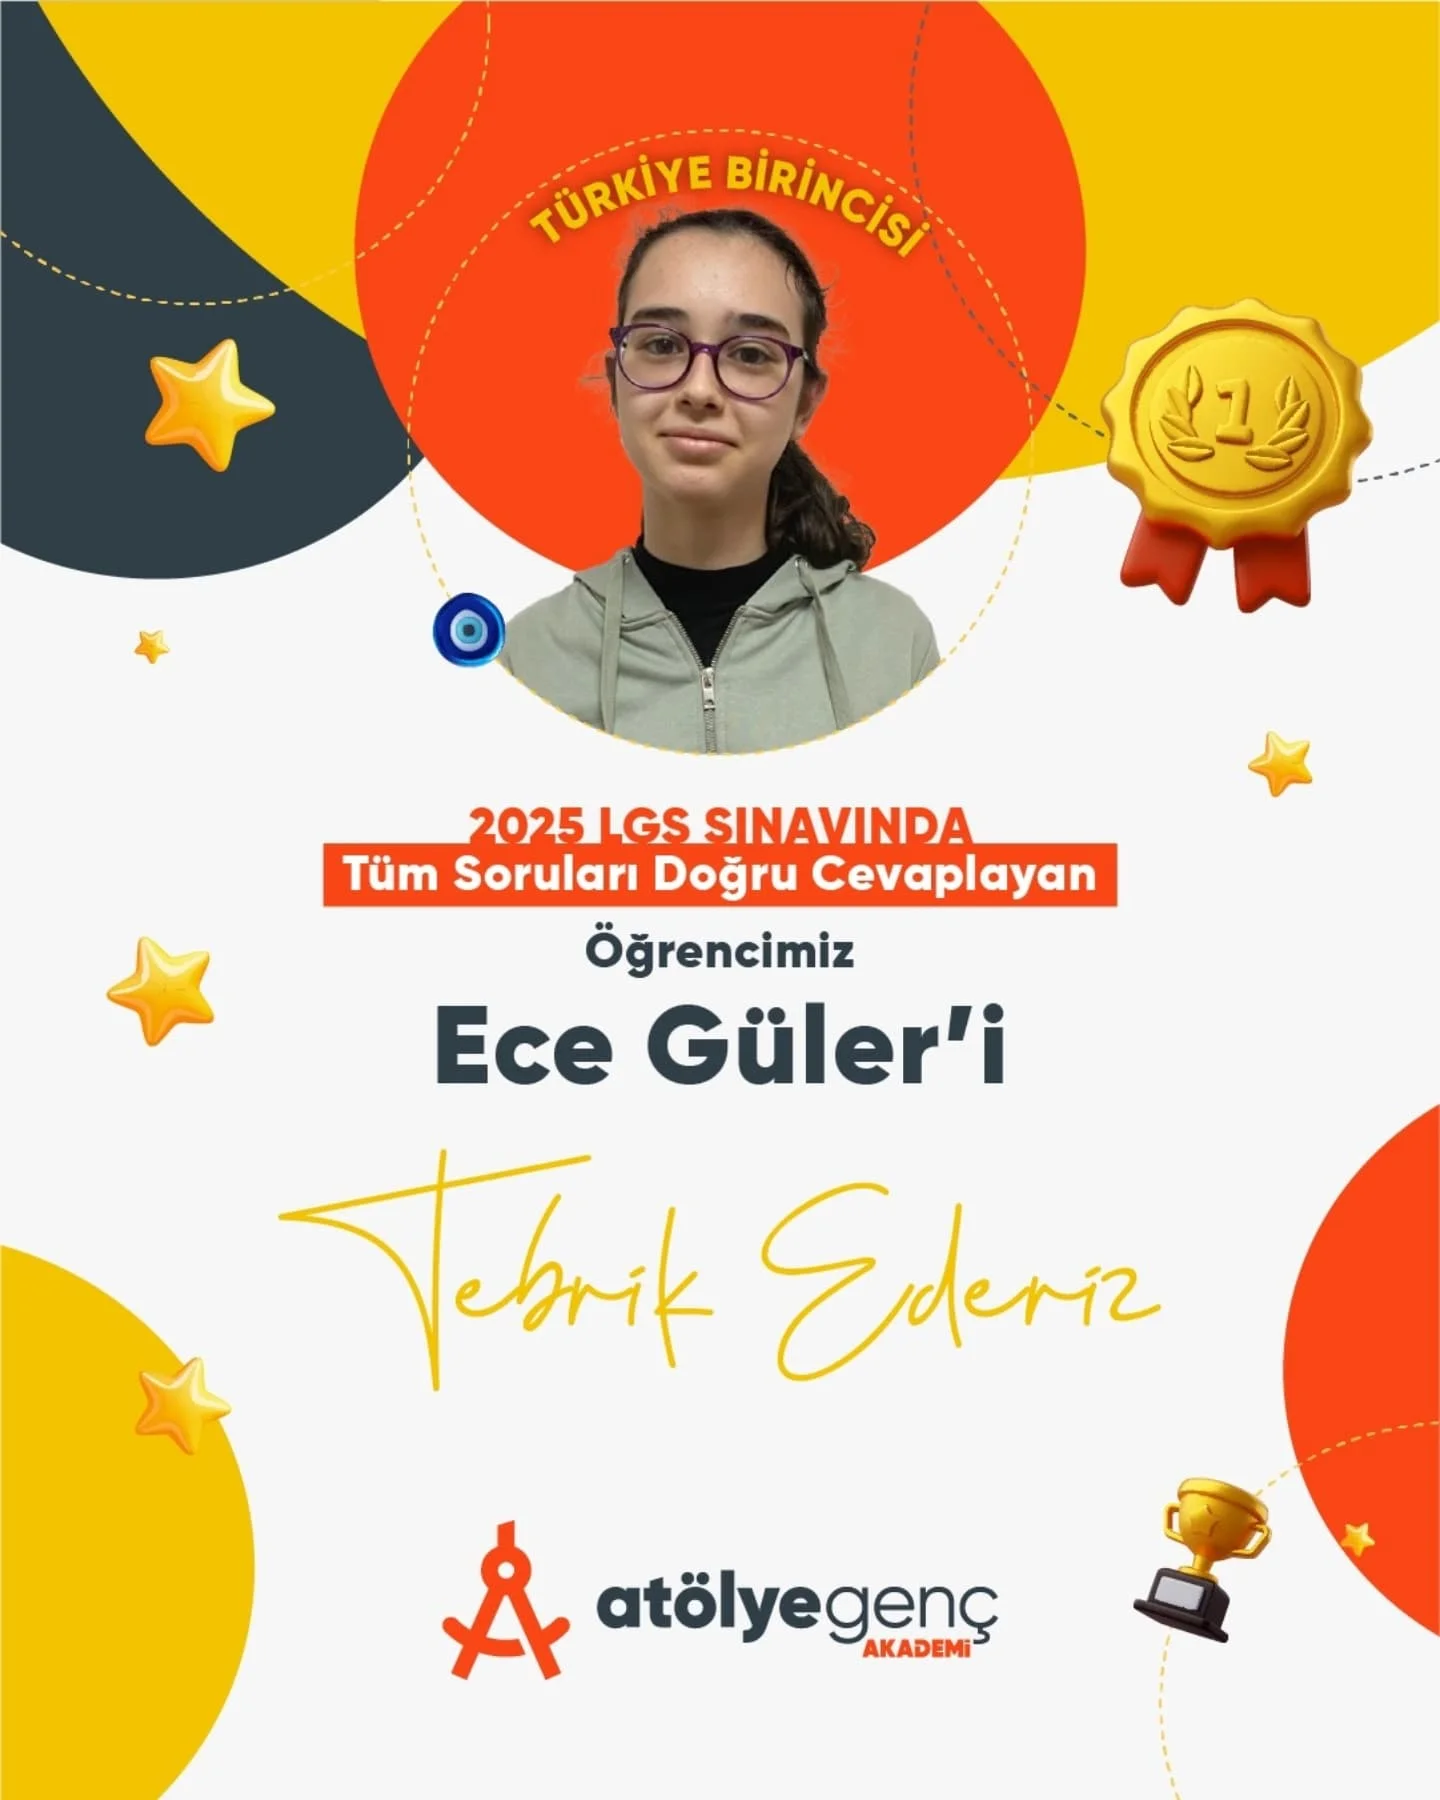 TÜRKİYE BİRİNCİSİ
1
2025 LGS SINAVINDA
Tüm Soruları Doğru Cevaplayan
Öğrencimiz
Ece Güler'i
Tebrik Ederiz
atölyegenç
AKADEMİ